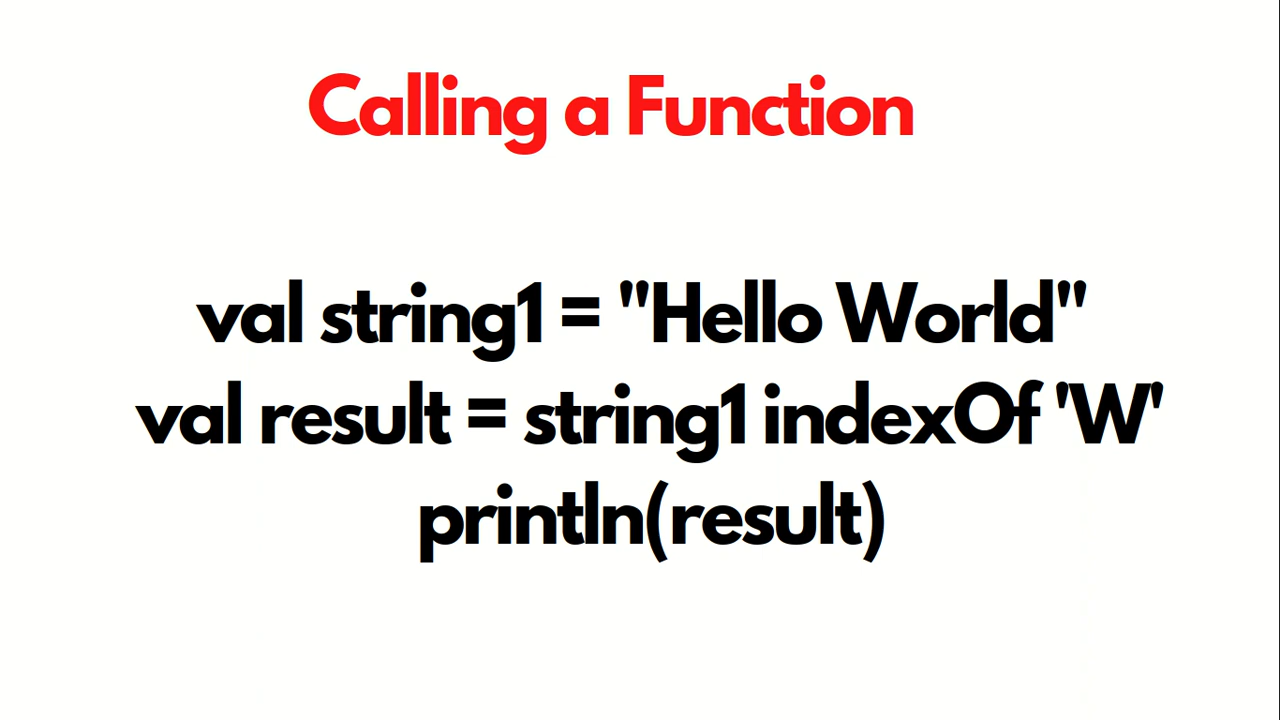 Calling a Function
val string1 = "Hello World"
val result = string1 indexOf 'W'
println(result)